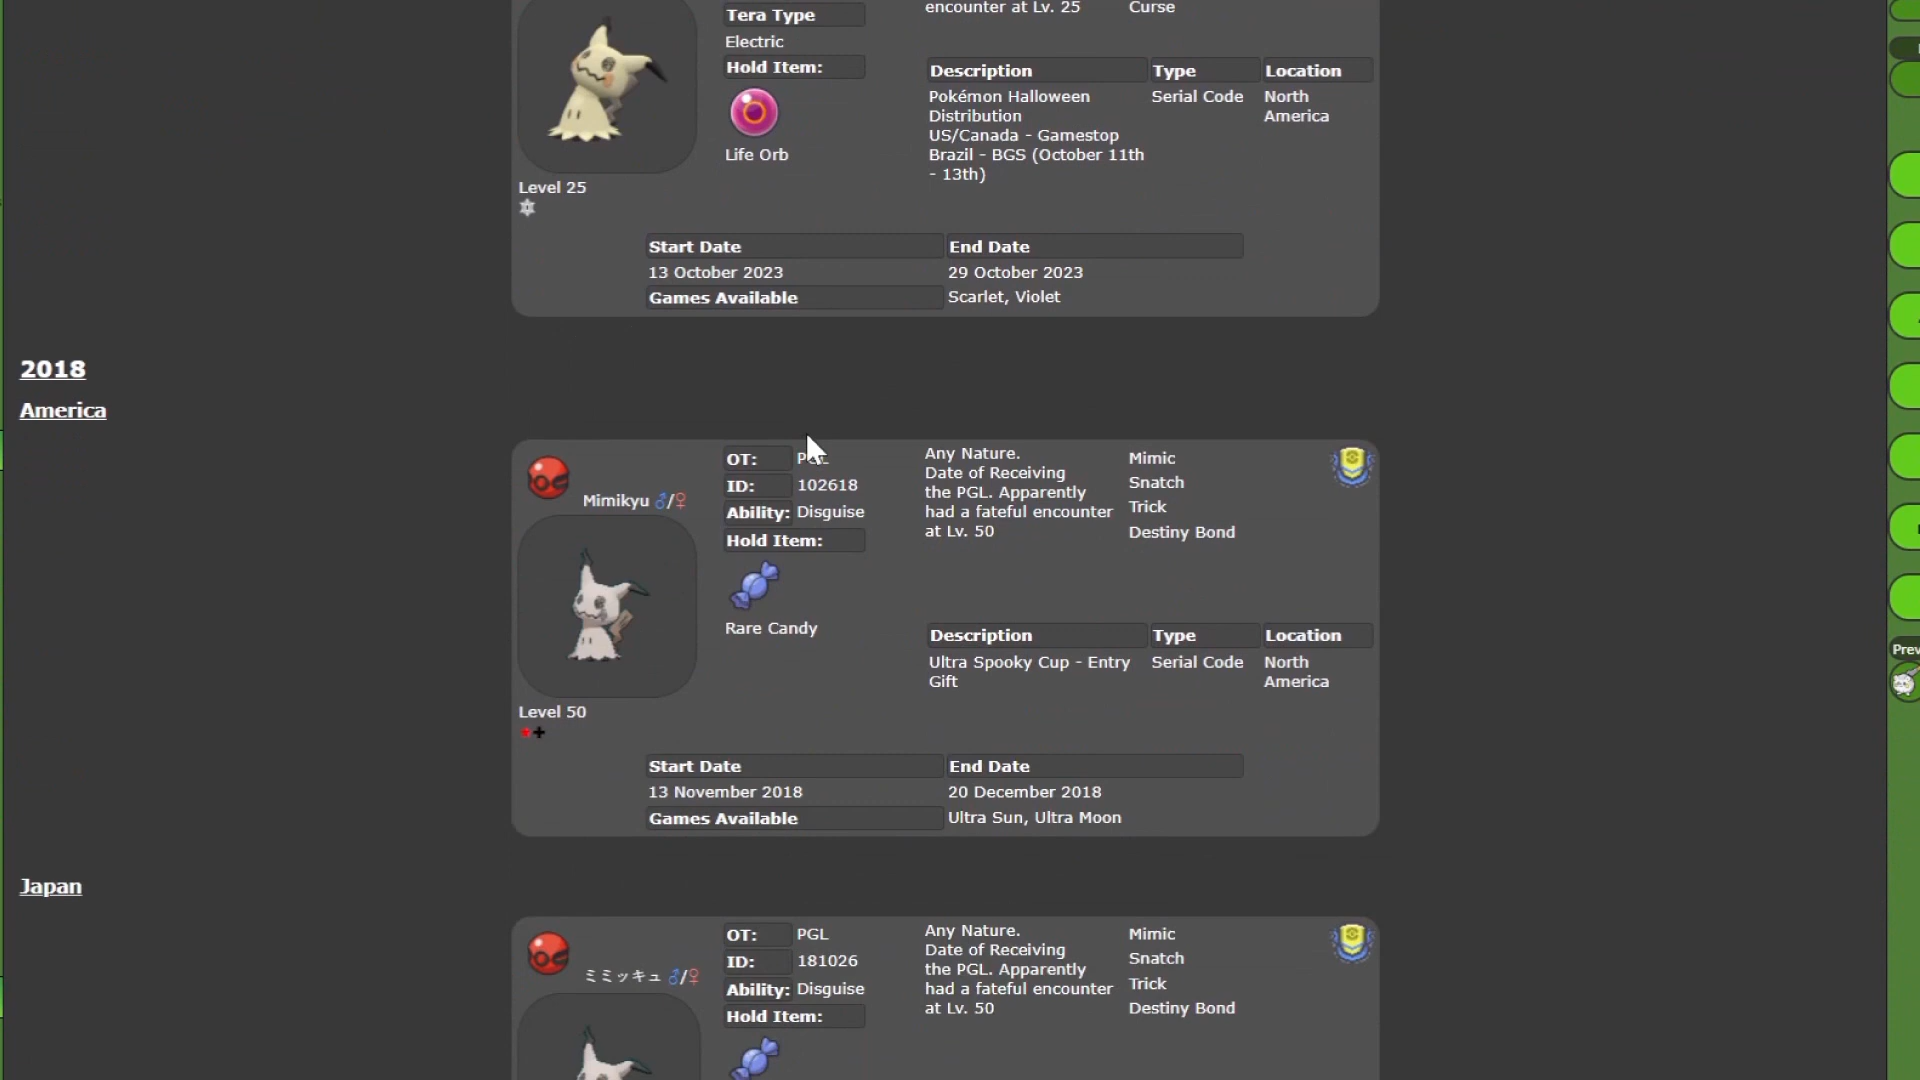 Tera Type
Electric
Hold Item:
Life Orb
Level 25
encounter at Lv. 25
Curse
Description Type Location
Pokémon Halloween Serial Code North
Distribution America
US/Canada - Gamestop
Brazil - BGS (October 11th
- 13th)
Start Date End Date
13 October 2023 29 October 2023
Games Available Scarlet, Violet
2018
America
Mimikyu ♂/♀
Level 50
OT:
ID: 102618
Ability: Disguise
Hold Item:
Rare Candy
Any Nature.
Date of Receiving
the PGL. Apparently
had a fateful encounter
at Lv. 50
Mimic
Snatch
Trick
Destiny Bond
Description Type Location
Ultra Spooky Cup - Entry Serial Code North
Gift America
Start Date End Date
13 November 2018 20 December 2018
Games Available Ultra Sun, Ultra Moon
Japan
ミミッキュ ♂/♀
OT: PGL
ID: 181026
Ability: Disguise
Hold Item:
Any Nature.
Date of Receiving
the PGL. Apparently
had a fateful encounter
at Lv. 50
Mimic
Snatch
Trick
Destiny Bond
Prev